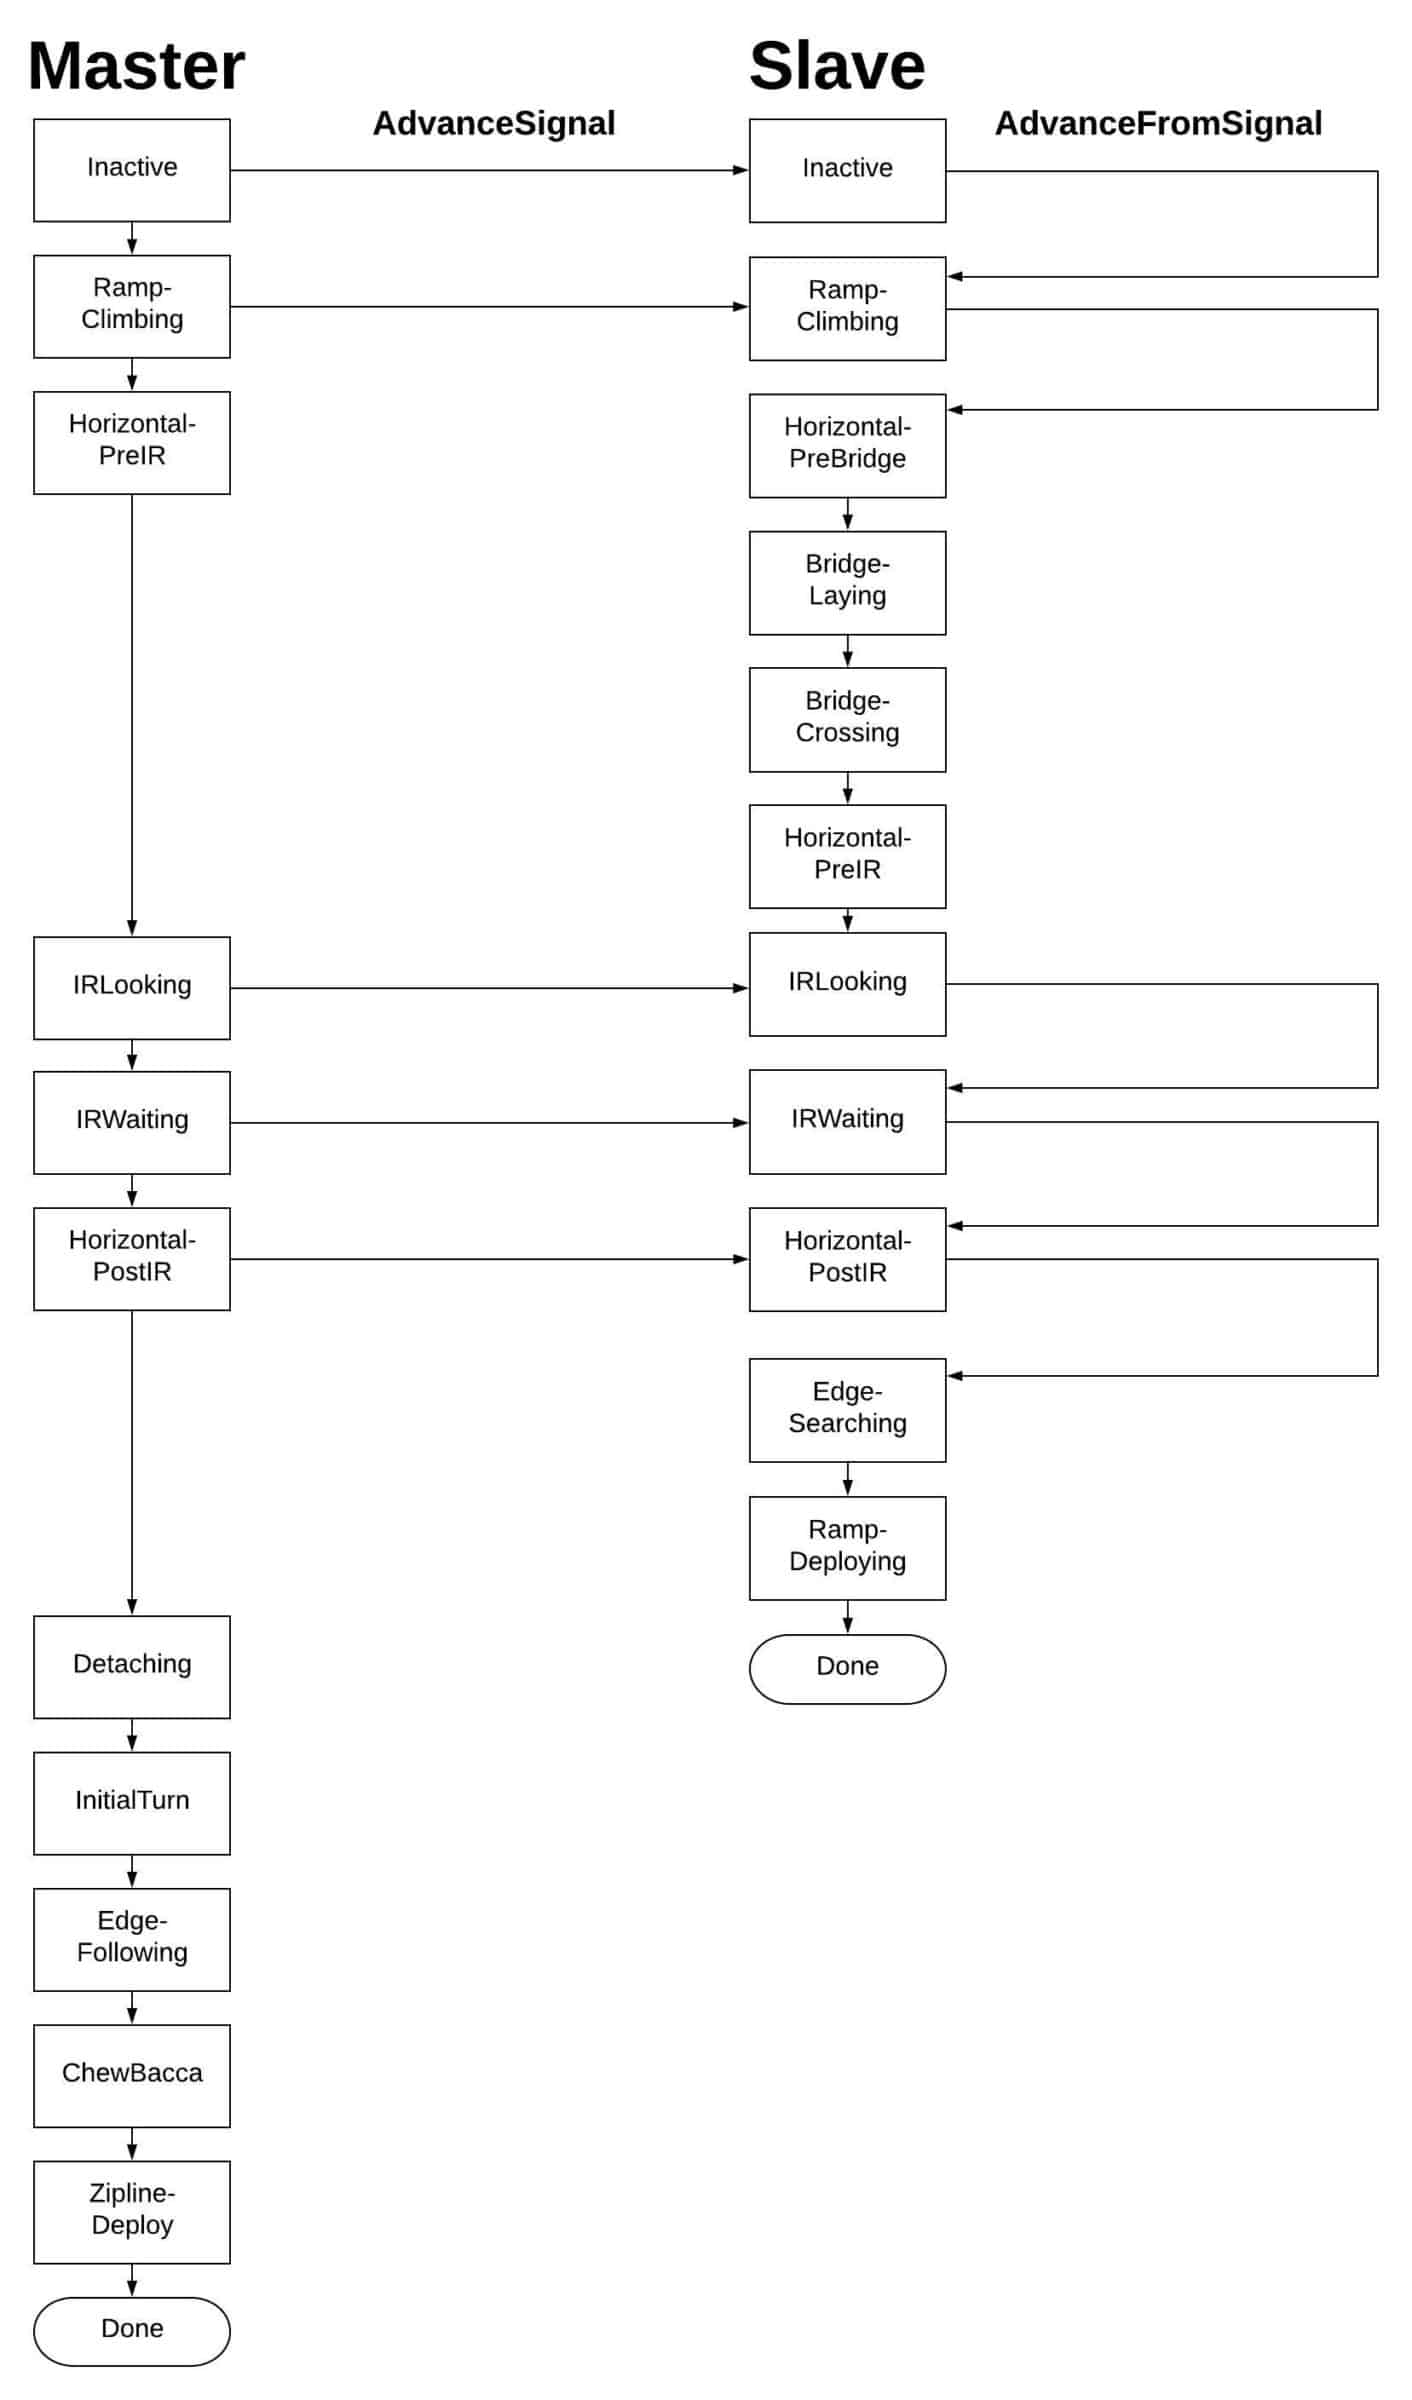 Master
Slave
AdvanceSignal
AdvanceFromSignal
Inactive
Inactive
Ramp-
Climbing
Ramp-
Climbing
Horizontal-
PreIR
Horizontal-
PreBridge
Bridge-
Laying
Bridge-
Crossing
Horizontal-
PreIR
IRLooking
IRLooking
IRWaiting
IRWaiting
Horizontal-
PostIR
Horizontal-
PostIR
Edge-
Searching
Ramp-
Deploying
Detaching
Done
InitialTurn
Edge-
Following
ChewBacca
Zipline-
Deploy
Done